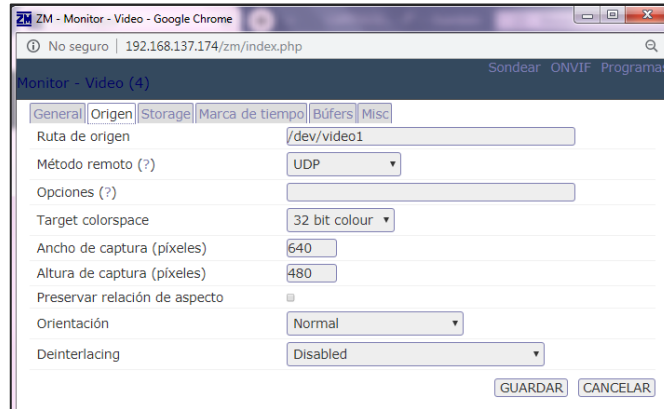 ZM ZM - Monitor - Video - Google Chrome
No seguro | 192.168.137.174/zm/index.php
Sondear ONVIF Programas
Monitor - Video (4)
General Origen Storage Marca de tiempo Búfers Misc
Ruta de origen /dev/video1
Método remoto (?) UDP
Opciones (?)
Target colorspace 32 bit colour
Ancho de captura (píxeles) 640
Altura de captura (píxeles) 480
Preservar relación de aspecto
Orientación Normal
Deinterlacing Disabled
GUARDAR CANCELAR